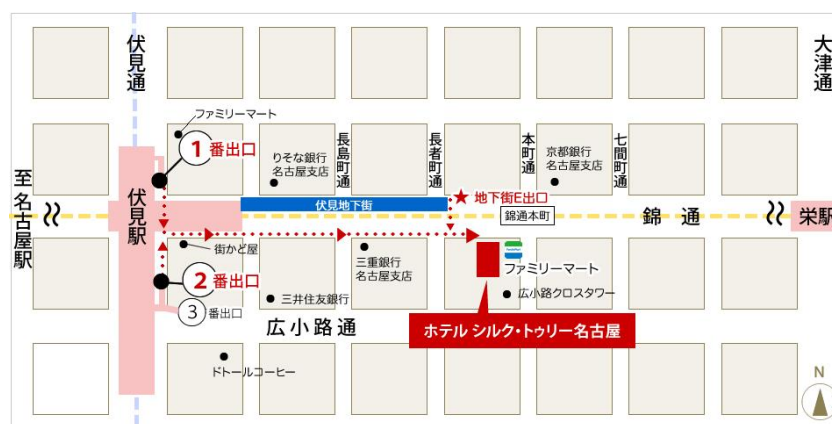 伏見通
大津通
ファミリーマート
1番出口
長島町通
長者町通
本町通
七間町通
りそな銀行
名古屋支店
京都銀行
名古屋支店
至名古屋駅
伏見駅
伏見地下街
★地下街E出口
錦通本町
錦通
栄駅
街かど屋
三重銀行
名古屋支店
ファミリーマート
2番出口
3番出口
三井住友銀行
広小路クロスタワー
広小路通
ホテル シルク・トゥリー名古屋
ドトールコーヒー
N